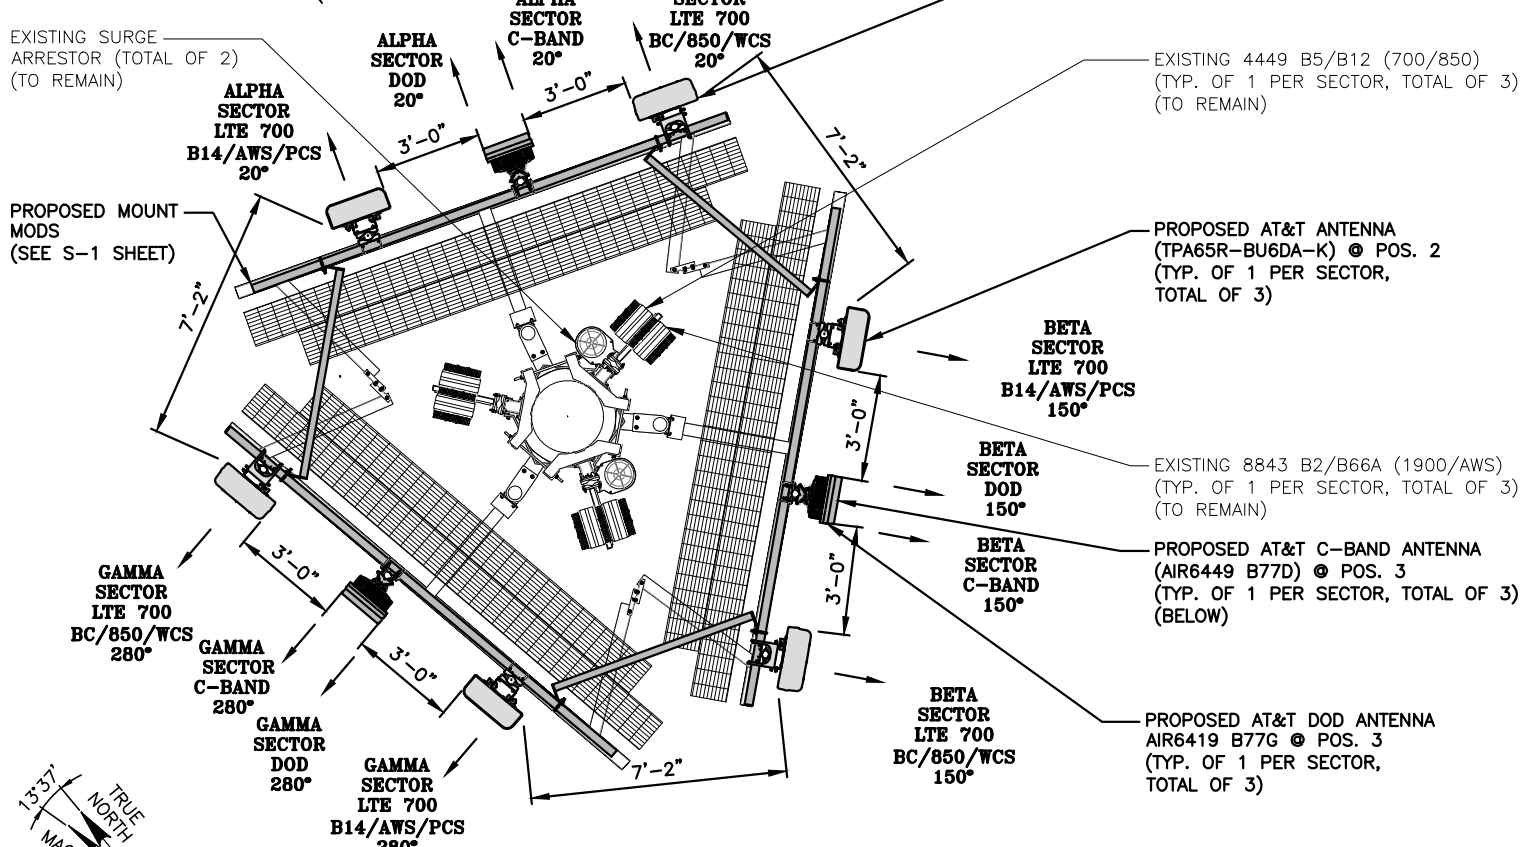 EXISTING SURGE
ARRESTOR (TOTAL OF 2)
(TO REMAIN)
ALPHA
SECTOR
LTE 700
B14/AWS/PCS
20°
ALPHA
SECTOR
DOD
20°
ALPHA
SECTOR
C-BAND
20°
SECTOR
LTE 700
BC/850/WCS
20°
3'-0"
3'-0"
7'-2"
PROPOSED MOUNT
MODS
(SEE S-1 SHEET)
7'-2"
EXISTING 4449 B5/B12 (700/850)
(TYP. OF 1 PER SECTOR, TOTAL OF 3)
(TO REMAIN)
PROPOSED AT&T ANTENNA
(TPA65R-BU6DA-K) @ POS. 2
(TYP. OF 1 PER SECTOR,
TOTAL OF 3)
BETA
SECTOR
LTE 700
B14/AWS/PCS
150°
3'-0"
BETA
SECTOR
DOD
150°
EXISTING 8843 B2/B66A (1900/AWS)
(TYP. OF 1 PER SECTOR, TOTAL OF 3)
(TO REMAIN)
BETA
SECTOR
C-BAND
150°
3'-0"
PROPOSED AT&T C-BAND ANTENNA
(AIR6449 B77D) @ POS. 3
(TYP. OF 1 PER SECTOR, TOTAL OF 3)
(BELOW)
BETA
SECTOR
LTE 700
BC/850/WCS
150°
PROPOSED AT&T DOD ANTENNA
AIR6419 B77G @ POS. 3
(TYP. OF 1 PER SECTOR,
TOTAL OF 3)
3'-0"
GAMMA
SECTOR
LTE 700
BC/850/WCS
280°
GAMMA
SECTOR
C-BAND
280°
3'-0"
GAMMA
SECTOR
DOD
280°
GAMMA
SECTOR
LTE 700
B14/AWS/PCS
280°
7'-2"
13°37'
TRUE
NORTH